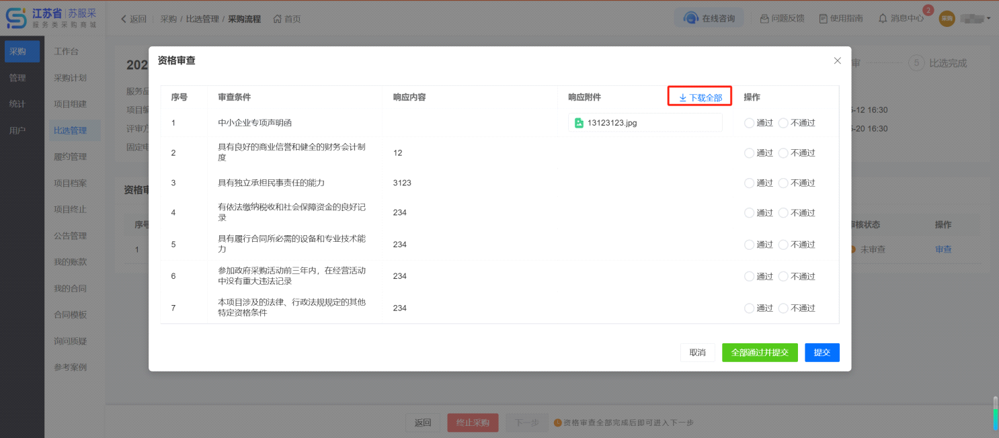 江苏省|苏服采
服务类采购商城
返回 采购 / 比选管理 / 采购流程 首页
在线咨询 问题反馈 使用指南 消息中心 2 采购
采购
管理
统计
用户
工作台
采购计划
项目组建
比选管理
履约管理
项目档案
项目终止
公告管理
我的账款
我的合同
合同模板
询问质疑
参考案例
202
服务品
项目编
评审方
固定电
审 5 比选完成
-12 16:30
-20 16:30
资格审
序号 审核状态 操作
1 未审查 审查
资格审查
序号 审查条件 响应内容 响应附件 下载全部 操作
1 中小企业专项声明函 13123123.jpg 通过 不通过
2 具有良好的商业信誉和健全的财务会计制
度 12 通过 不通过
3 具有独立承担民事责任的能力 3123 通过 不通过
4 有依法缴纳税收和社会保障资金的良好记
录 234 通过 不通过
5 具有履行合同所必需的设备和专业技术能
力 234 通过 不通过
6 参加政府采购活动前三年内，在经营活动
中没有重大违法记录 234 通过 不通过
7 本项目涉及的法律、行政法规规定的其他
特定资格条件 234 通过 不通过
取消 全部通过并提交 提交
返回 终止采购 下一步 资格审查全部完成后即可进入下一步